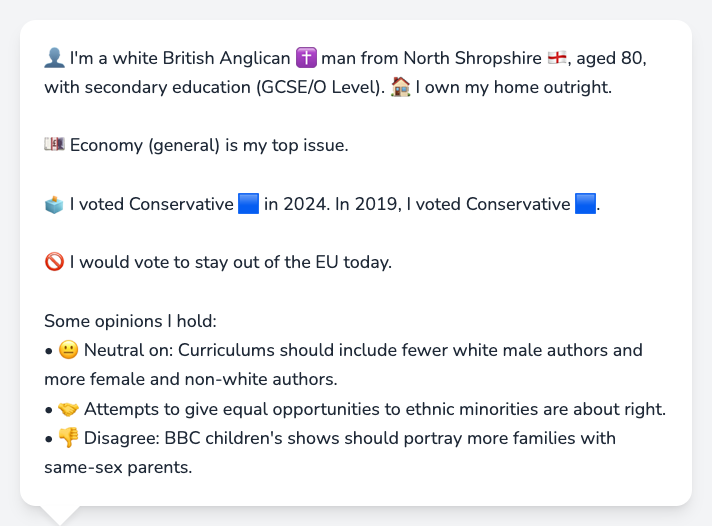 👤 I'm a white British Anglican ✝️ man from North Shropshire 🏴󠁧󠁢󠁥󠁮󠁧󠁿, aged 80,
with secondary education (GCSE/O Level). 🏠 I own my home outright.
💷 Economy (general) is my top issue.
🗳️ I voted Conservative 🟦 in 2024. In 2019, I voted Conservative 🟦.
🚫 I would vote to stay out of the EU today.
Some opinions I hold:
• 😐 Neutral on: Curriculums should include fewer white male authors and
more female and non-white authors.
• 🤝 Attempts to give equal opportunities to ethnic minorities are about right.
• 👎 Disagree: BBC children's shows should portray more families with
same-sex parents.